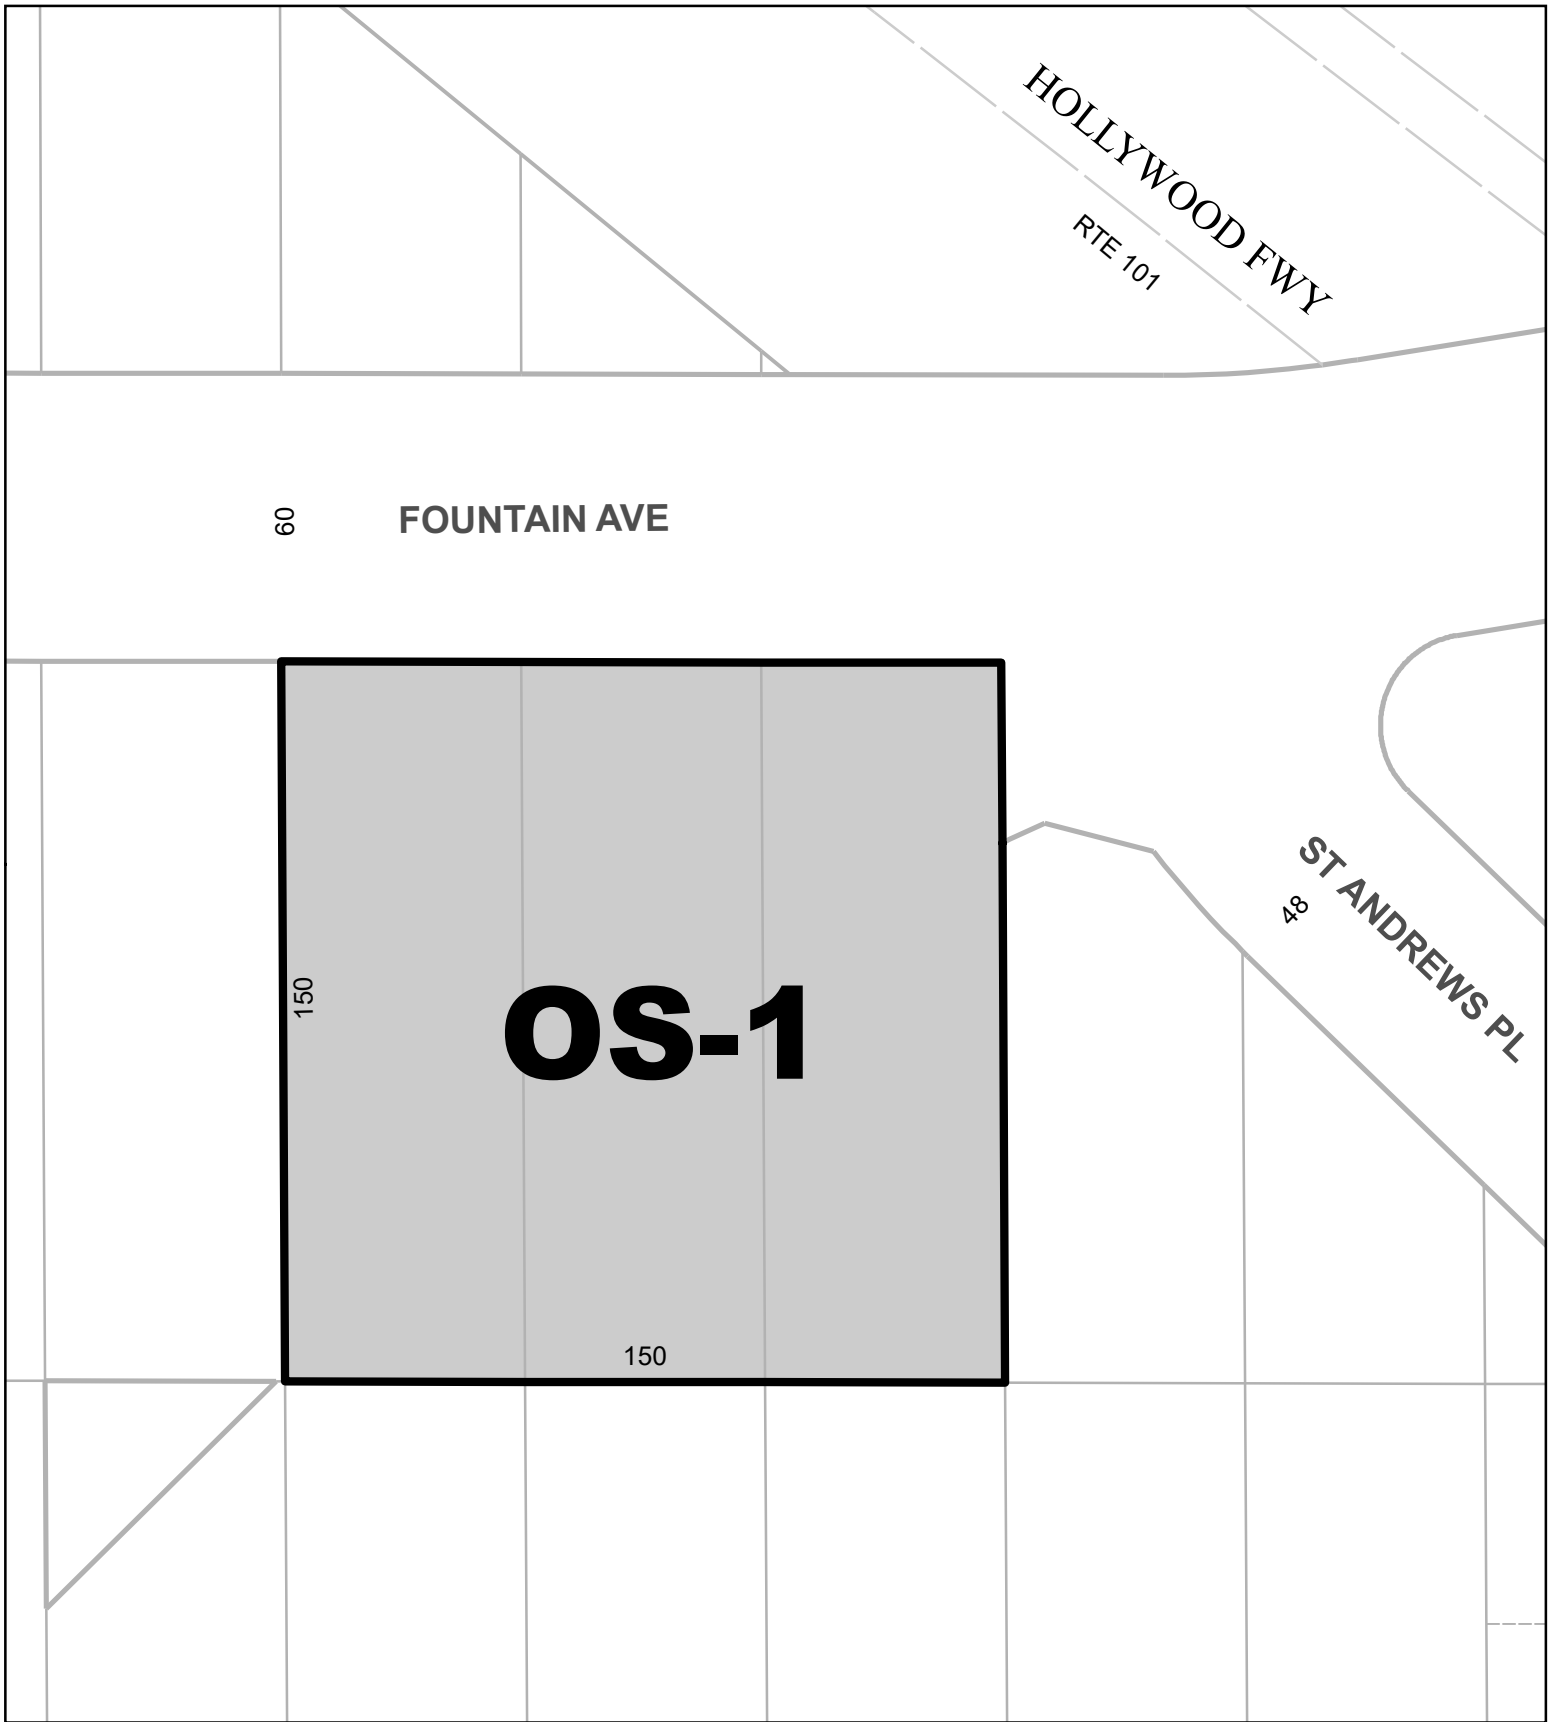 HOLLYWOOD FWY
RTE 101
60
FOUNTAIN AVE
ST ANDREWS PL
48
150
OS-1
150